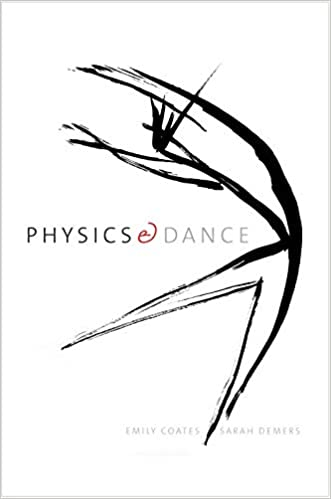 PHYSICS & DANCE
EMILY COATES SARAH DEMERS